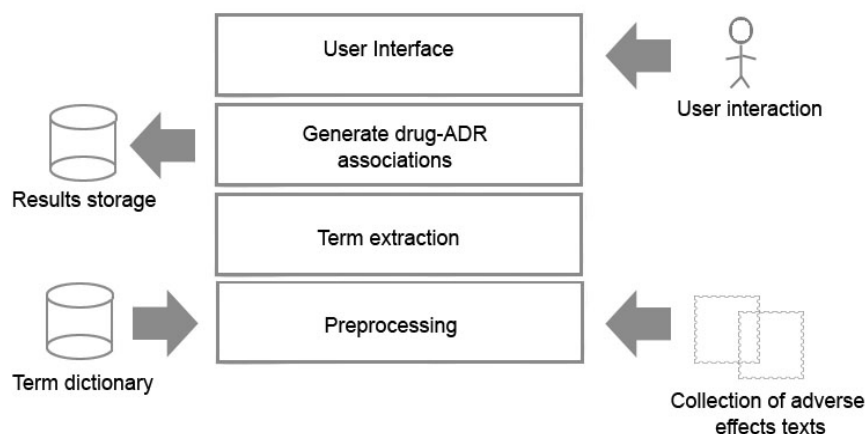 User Interface
User interaction
Generate drug-ADR
associations
Results storage
Term extraction
Preprocessing
Term dictionary
Collection of adverse
effects texts